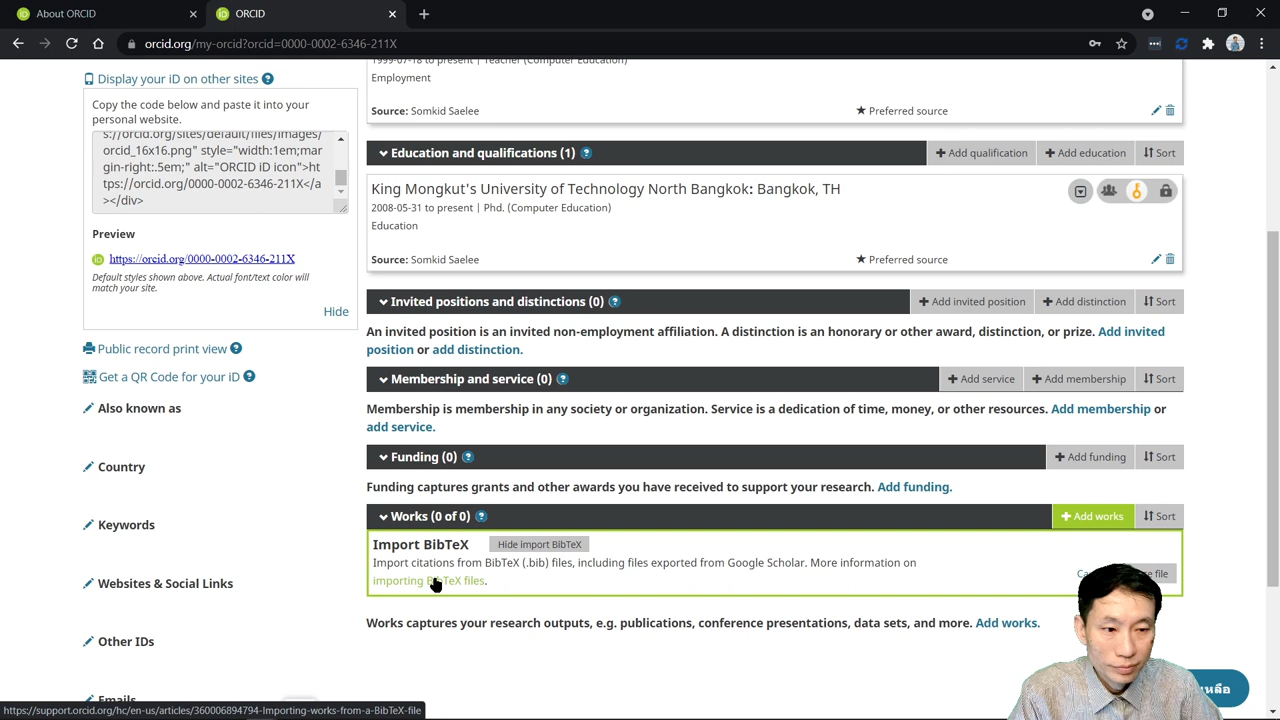 About ORCID
ORCID
orcid.org/my-orcid?orcid=0000-0002-6346-211X
Display your iD on other sites
Copy the code below and paste it into your
personal website.
s://orcid.org/sites/default/files/images/
orcid_16x16.png" style="width:1em;mar
gin-right:.5em;" alt="ORCID iD icon">ht
tps://orcid.org/0000-0002-6346-211X</a
></div>
Preview
https://orcid.org/0000-0002-6346-211X
Default styles shown above. Actual font/text color will
match your site.
Hide
Public record print view
Get a QR Code for your iD
Also known as
Country
Keywords
Websites & Social Links
Other IDs
Emails
1999-07-18 to present | Teacher (Computer Education)
Employment
Source: Somkid Saelee
Preferred source
Education and qualifications (1)
Add qualification
Add education
Sort
King Mongkut's University of Technology North Bangkok: Bangkok, TH
2008-05-31 to present | Phd. (Computer Education)
Education
Source: Somkid Saelee
Preferred source
Invited positions and distinctions (0)
Add invited position
Add distinction
Sort
An invited position is an invited non-employment affiliation. A distinction is an honorary or other award, distinction, or prize. Add invited
position or add distinction.
Membership and service (0)
Add service
Add membership
Sort
Membership is membership in any society or organization. Service is a dedication of time, money, or other resources. Add membership or
add service.
Funding (0)
Add funding
Sort
Funding captures grants and other awards you have received to support your research. Add funding.
Works (0 of 0)
Add works
Sort
Import BibTeX
Hide import BibTeX
Import citations from BibTeX (.bib) files, including files exported from Google Scholar. More information on
importing BibTeX files.
file
Works captures your research outputs, e.g. publications, conference presentations, data sets, and more. Add works.
https://support.orcid.org/hc/en-us/articles/360006894794-Importing-works-from-a-BibTeX-file